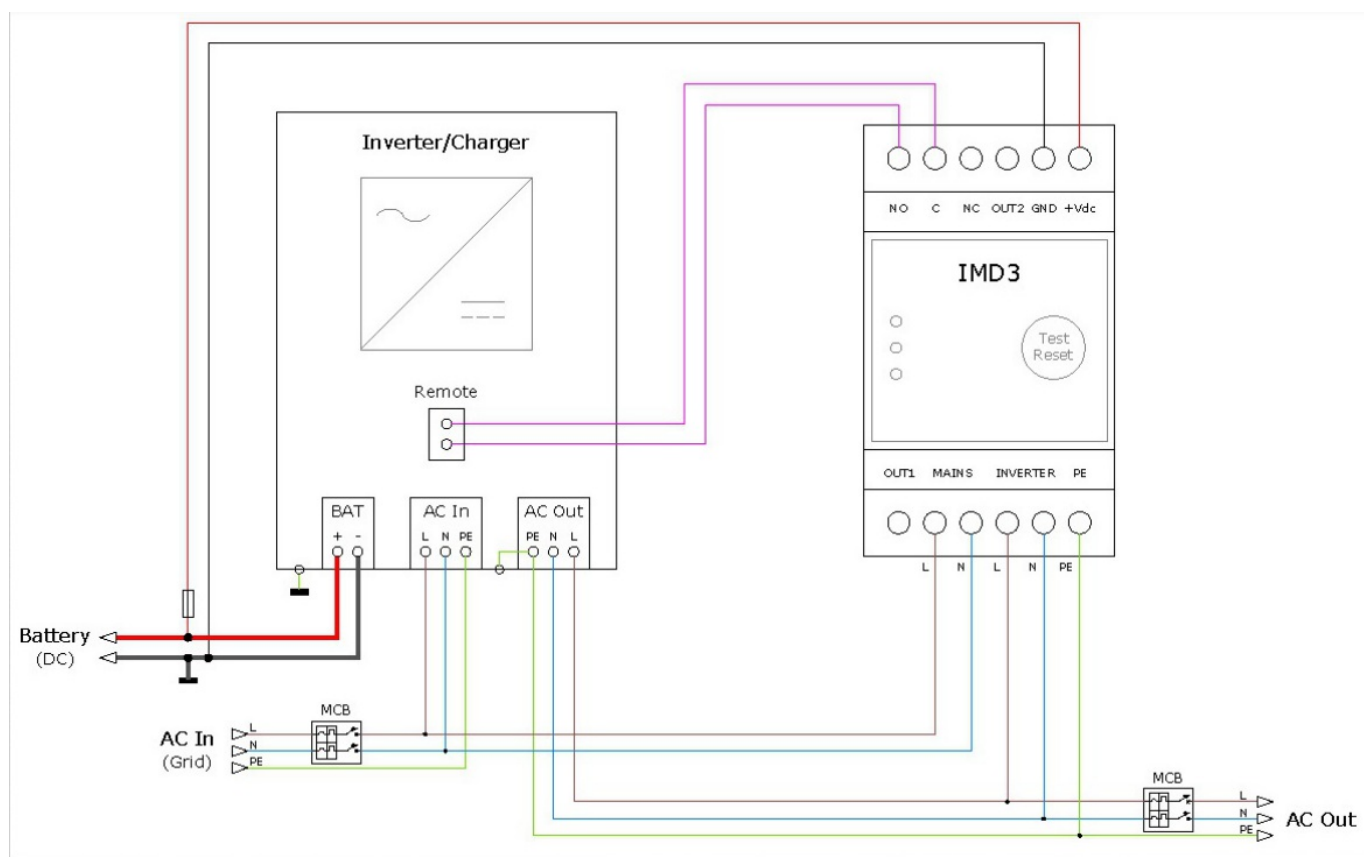 Inverter/Charger
NO C NC OUT2 GND +Vdc
IMD3
Test
Reset
Remote
OUT1 MAINS INVERTER PE
BAT AC In AC Out
+ - L N PE PE N L
L N L N PE
Battery
(DC)
MCB
AC In
(Grid)
L
N
PE
MCB
L
N
PE
AC Out